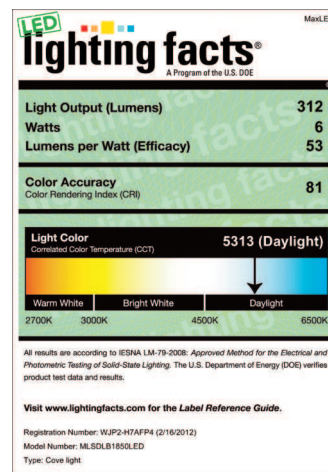 MaxLE
LED
lighting facts®
A Program of the U.S. DOE
Light Output (Lumens) 312
Watts 6
Lumens per Watt (Efficacy) 53
Color Accuracy 81
Color Rendering Index (CRI)
Light Color 5313 (Daylight)
Correlated Color Temperature (CCT)
Warm White Bright White Daylight
2700K 3000K 4500K 6500K
All results are according to IESNA LM-79-2008: Approved Method for the Electrical and
Photometric Testing of Solid-State Lighting. The U.S. Department of Energy (DOE) verifies
product test data and results.
Visit www.lightingfacts.com for the Label Reference Guide.
Registration Number: WJP2-H7AFP4 (2/16/2012)
Model Number: MLSDLB1850LED
Type: Cove light